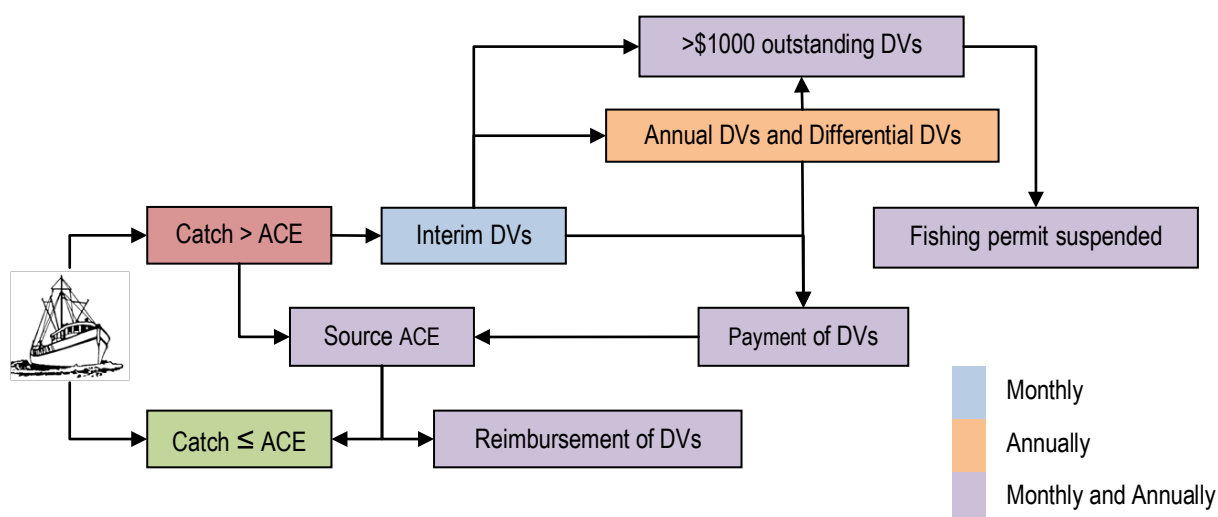 >$1000 outstanding DVs
Annual DVs and Differential DVs
Catch > ACE
Interim DVs
Fishing permit suspended
Source ACE
Payment of DVs
Catch ≤ ACE
Reimbursement of DVs
Monthly
Annually
Monthly and Annually